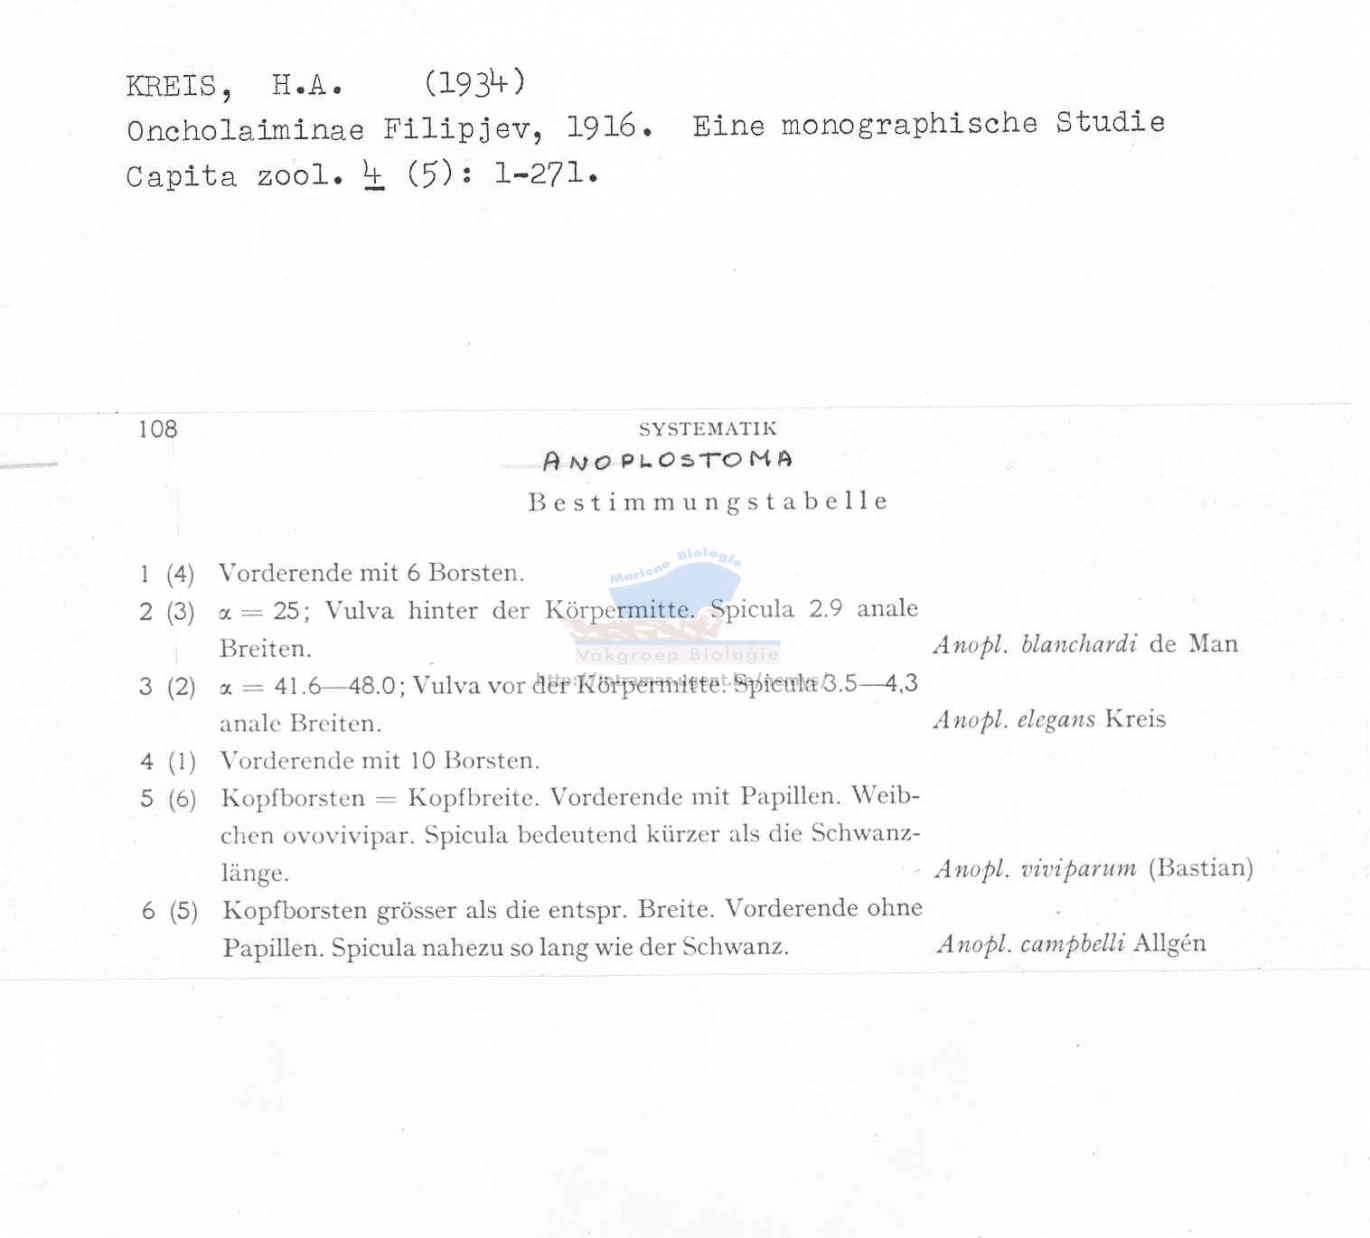 KREIS, H.A. (1934)
Oncholaiminae Filipjev, 1916. Eine monographische Studie
Capita zool. 4 (5): 1-271.
108 SYSTEMATIK
ANOPLOSTOMA
Bestimmungstabelle
Mariene Biologie
1 (4) Vorderende mit 6 Borsten.
2 (3) α = 25; Vulva hinter der Körpermitte. Spicula 2.9 anale
Breiten. Anopl. blanchardi de Man
Vakgroep Biologie
3 (2) α = 41.6—48.0; Vulva vor der Körpermitte. Spicula 3.5—4,3
anale Breiten. Anopl. elegans Kreis
4 (1) Vorderende mit 10 Borsten.
5 (6) Kopfborsten = Kopfbreite. Vorderende mit Papillen. Weib-
chen ovovivipar. Spicula bedeutend kürzer als die Schwanz-
länge. Anopl. viviparum (Bastian)
6 (5) Kopfborsten grösser als die entspr. Breite. Vorderende ohne
Papillen. Spicula nahezu so lang wie der Schwanz. Anopl. campbelli Allgén